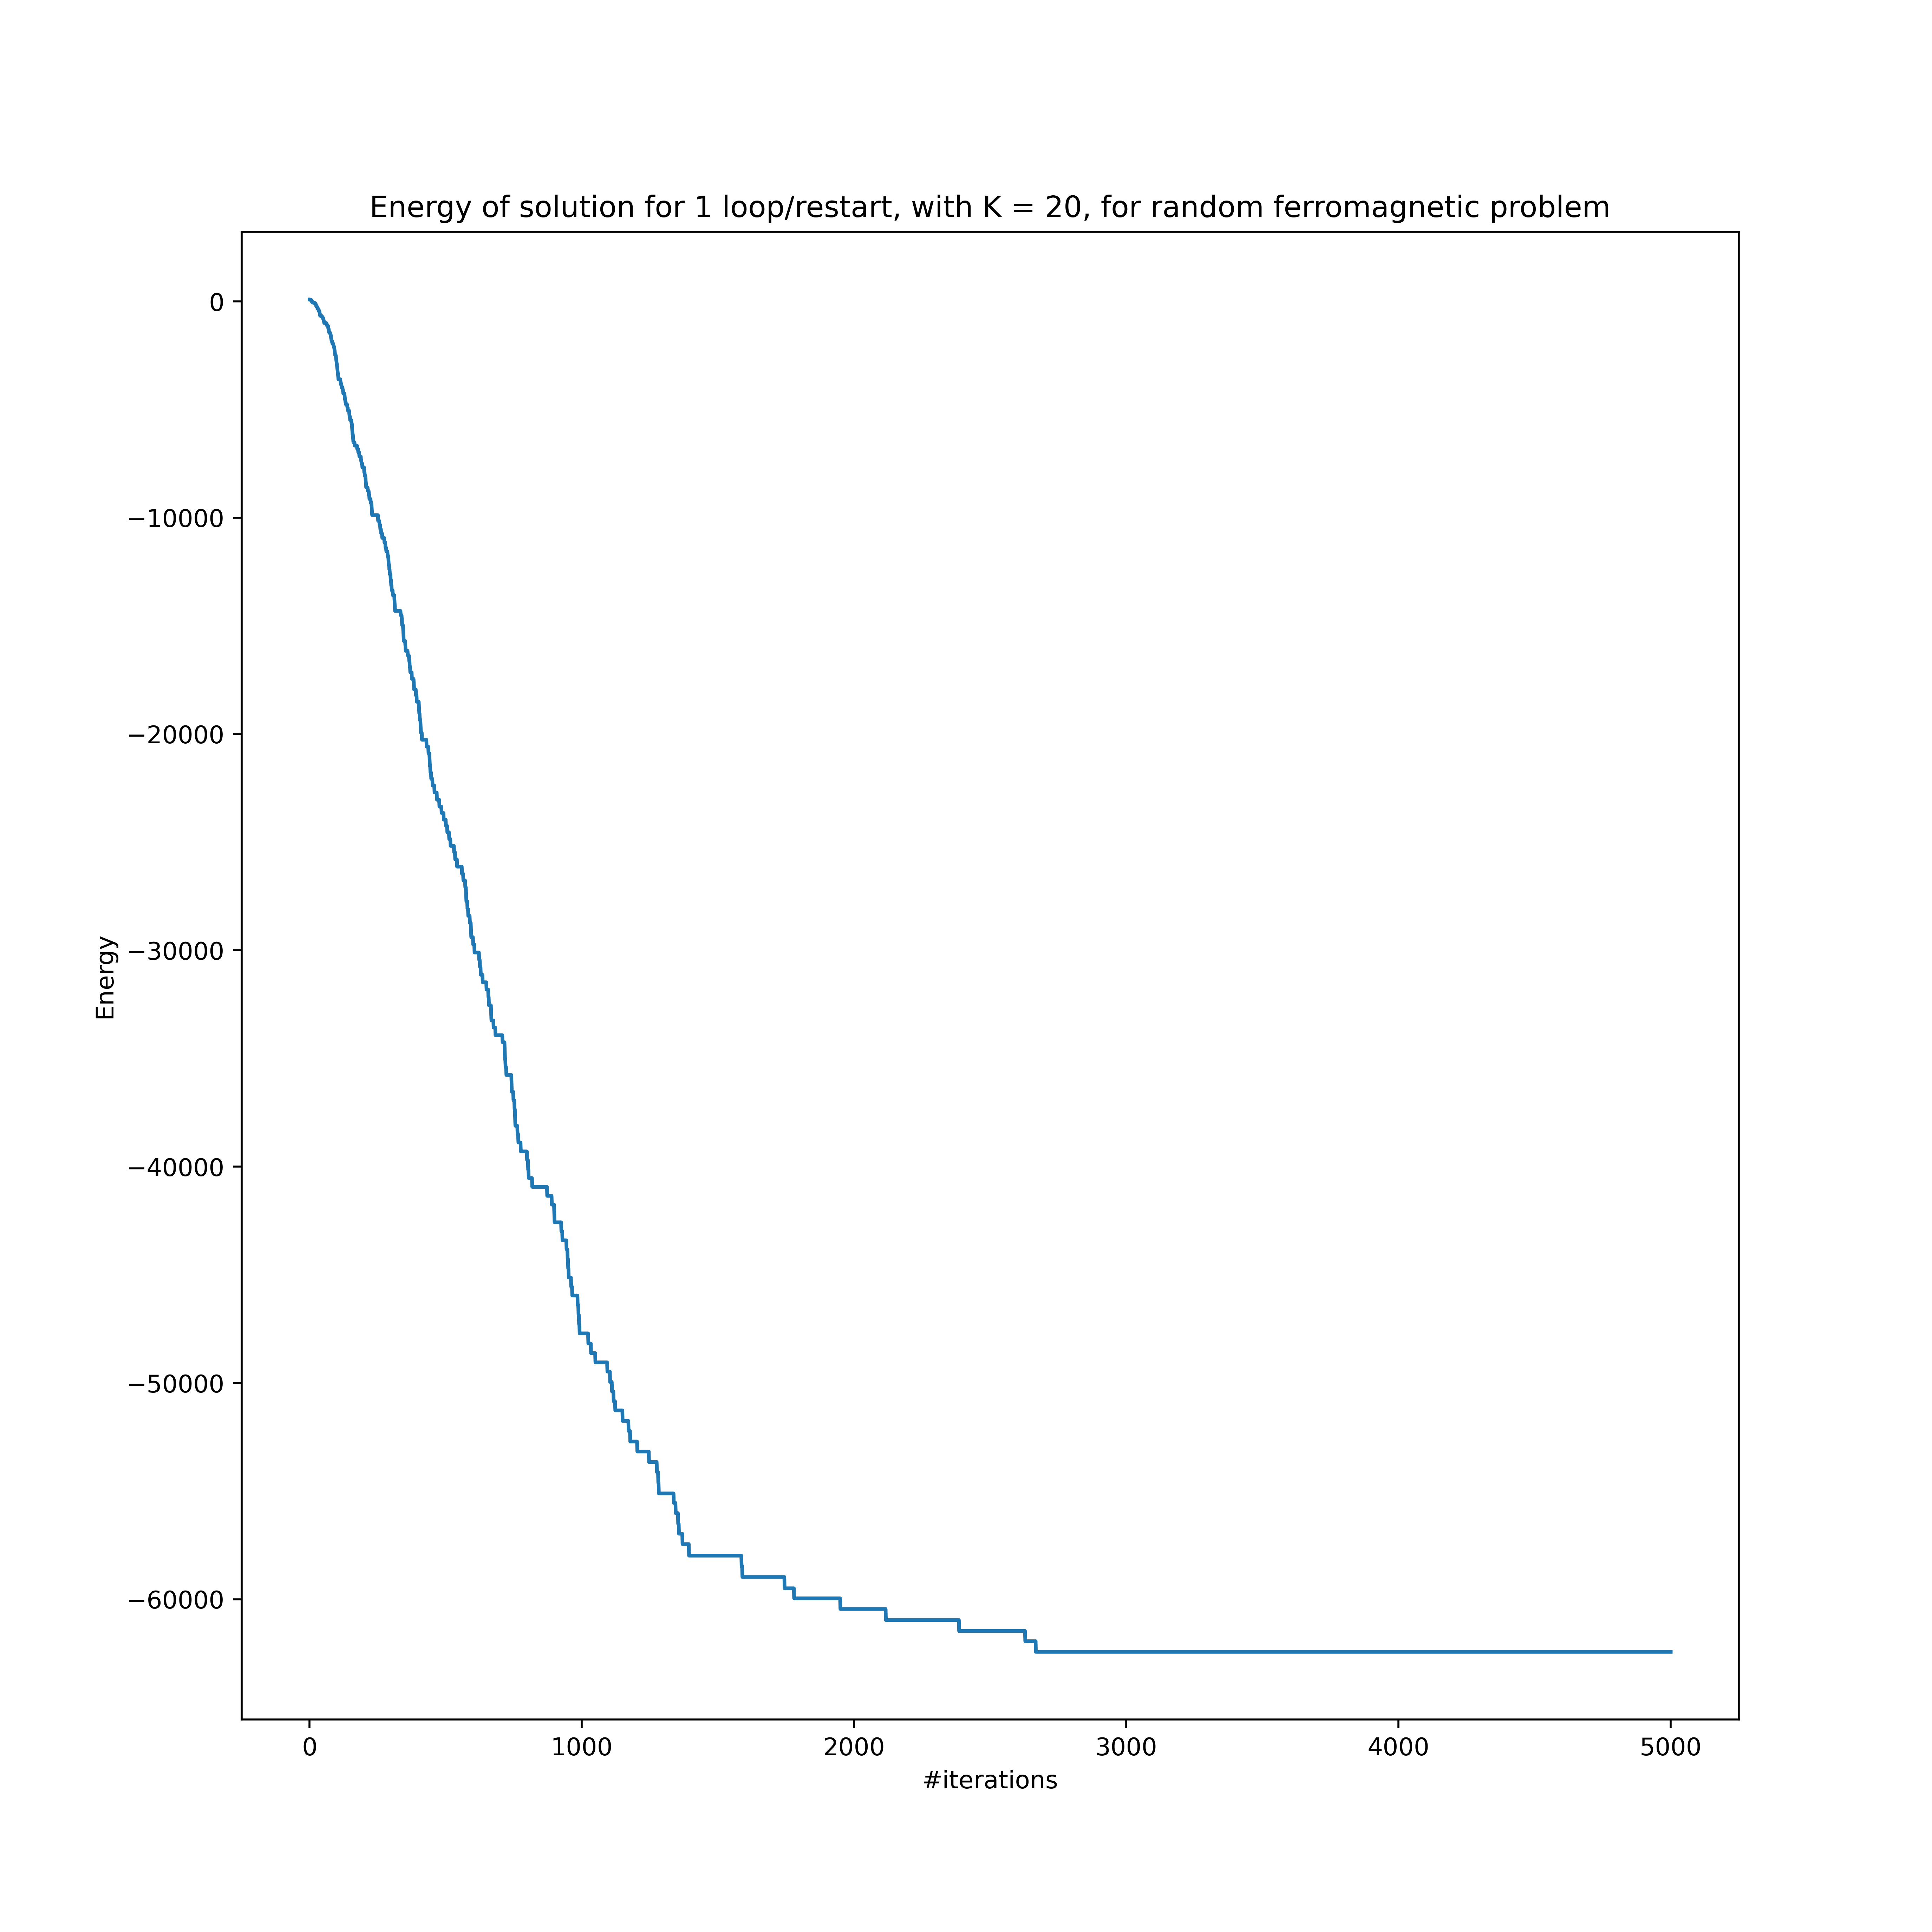 Energy of solution for 1 loop/restart, with K = 20, for random ferromagnetic problem
0
−10000
−20000
−30000
−40000
−50000
−60000
Energy
0 1000 2000 3000 4000 5000
#iterations